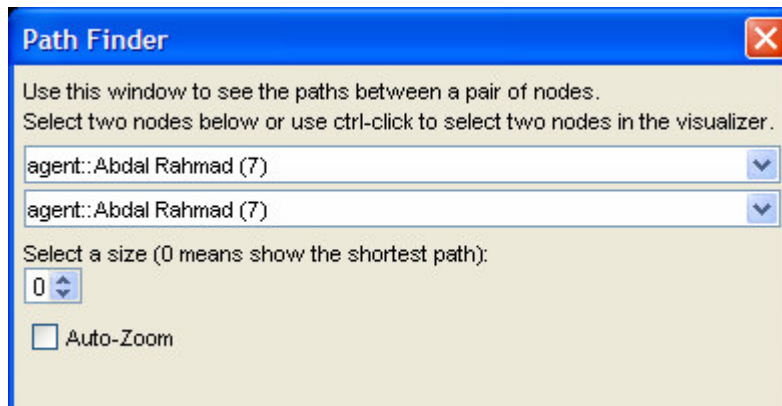 Path Finder
Use this window to see the paths between a pair of nodes.
Select two nodes below or use ctrl-click to select two nodes in the visualizer.
agent::Abdal Rahmad (7)
agent::Abdal Rahmad (7)
Select a size (0 means show the shortest path):
0
Auto-Zoom